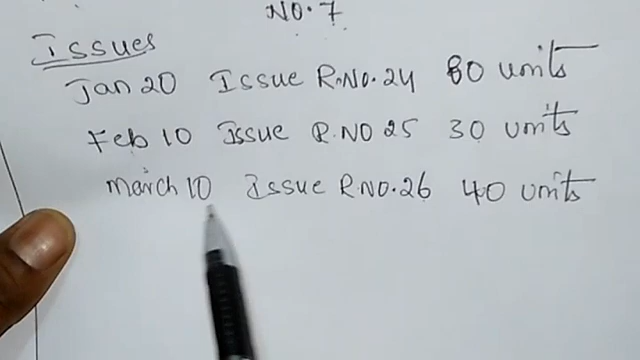 NO. 7
Issues
Jan 20 Issue R.NO. 24 80 units
Feb 10 Issue R.NO 25 30 units
march 10 Issue R.NO. 26 40 units